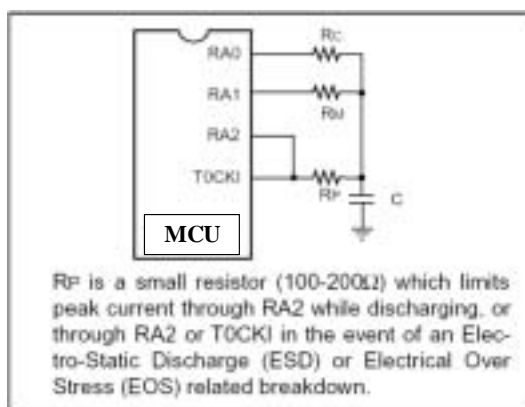 RC
RA0
RA1
RM
RA2
T0CKI
RP
C
MCU
RP is a small resistor (100-200Ω) which limits
peak current through RA2 while discharging, or
through RA2 or T0CKI in the event of an Elec-
tro-Static Discharge (ESD) or Electrical Over
Stress (EOS) related breakdown.